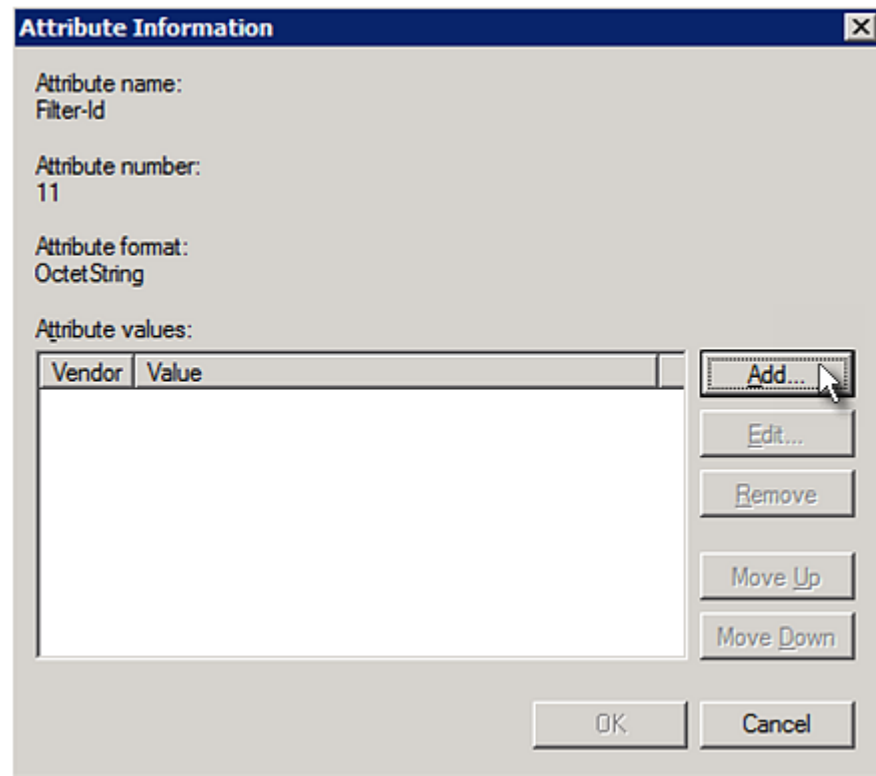 Attribute Information
Attribute name:
Filter-Id
Attribute number:
11
Attribute format:
OctetString
Attribute values:
Vendor Value
Add...
Edit...
Remove
Move Up
Move Down
OK Cancel